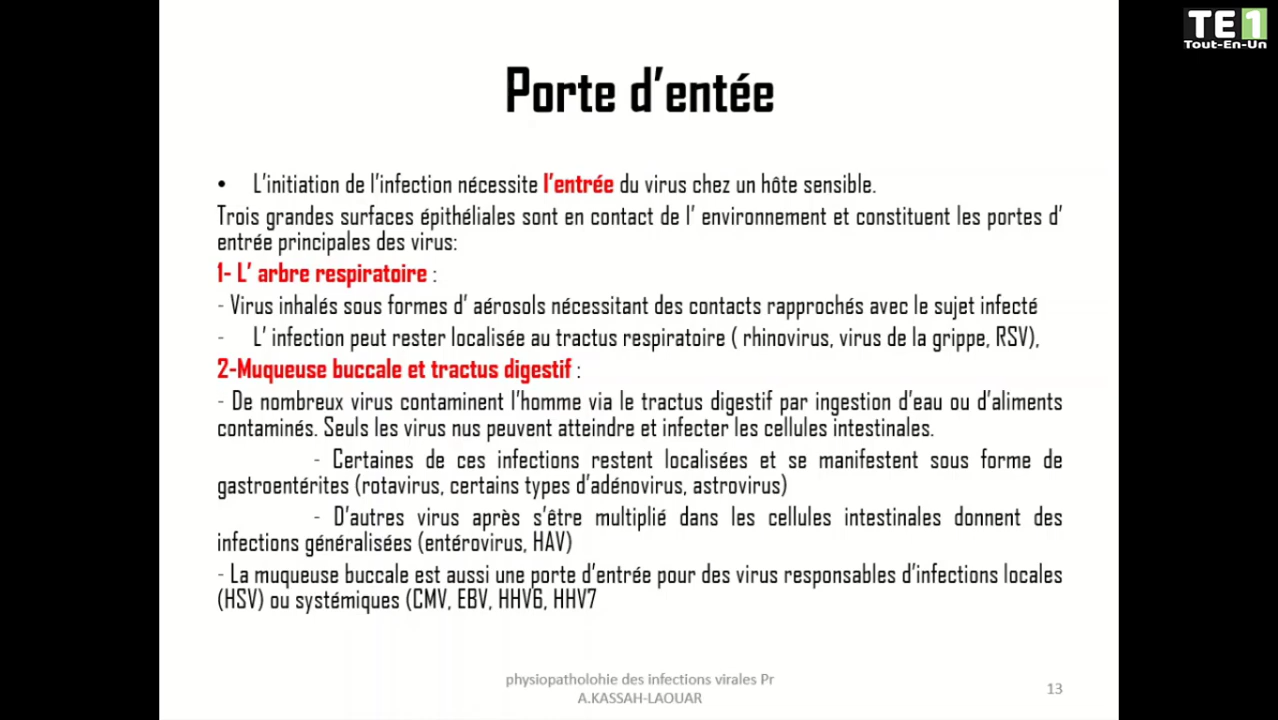 TE1
Tout-En-Un
Porte d'entée
• L'initiation de l'infection nécessite l'entrée du virus chez un hôte sensible.
Trois grandes surfaces épithéliales sont en contact de l' environnement et constituent les portes d'
entrée principales des virus:
1- L' arbre respiratoire :
- Virus inhalés sous formes d' aérosols nécessitant des contacts rapprochés avec le sujet infecté
- L' infection peut rester localisée au tractus respiratoire ( rhinovirus, virus de la grippe, RSV),
2-Muqueuse buccale et tractus digestif :
- De nombreux virus contaminent l'homme via le tractus digestif par ingestion d'eau ou d'aliments
contaminés. Seuls les virus nus peuvent atteindre et infecter les cellules intestinales.
- Certaines de ces infections restent localisées et se manifestent sous forme de
gastroentérites (rotavirus, certains types d'adénovirus, astrovirus)
- D'autres virus après s'être multiplié dans les cellules intestinales donnent des
infections généralisées (entérovirus, HAV)
- La muqueuse buccale est aussi une porte d'entrée pour des virus responsables d'infections locales
(HSV) ou systémiques (CMV, EBV, HHV6, HHV7
physiopatholohie des infections virales Pr
A.KASSAH-LAOUAR
13